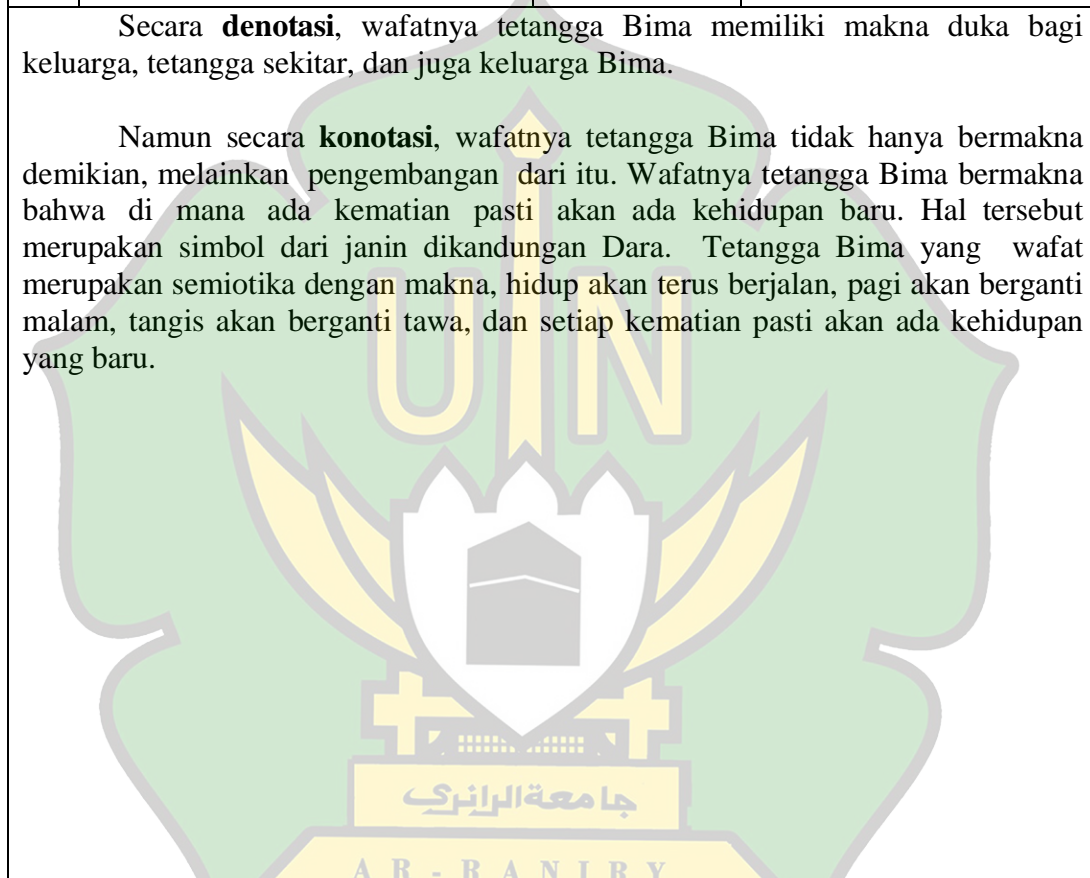 Secara denotasi, wafatnya tetangga Bima memiliki makna duka bagi
keluarga, tetangga sekitar, dan juga keluarga Bima.
Namun secara konotasi, wafatnya tetangga Bima tidak hanya bermakna
demikian, melainkan pengembangan dari itu. Wafatnya tetangga Bima bermakna
bahwa di mana ada kematian pasti akan ada kehidupan baru. Hal tersebut
merupakan simbol dari janin dikandungan Dara. Tetangga Bima yang wafat
merupakan semiotika dengan makna, hidup akan terus berjalan, pagi akan berganti
malam, tangis akan berganti tawa, dan setiap kematian pasti akan ada kehidupan
yang baru.
UIN
جامعةالرانري
AR-RANIRY